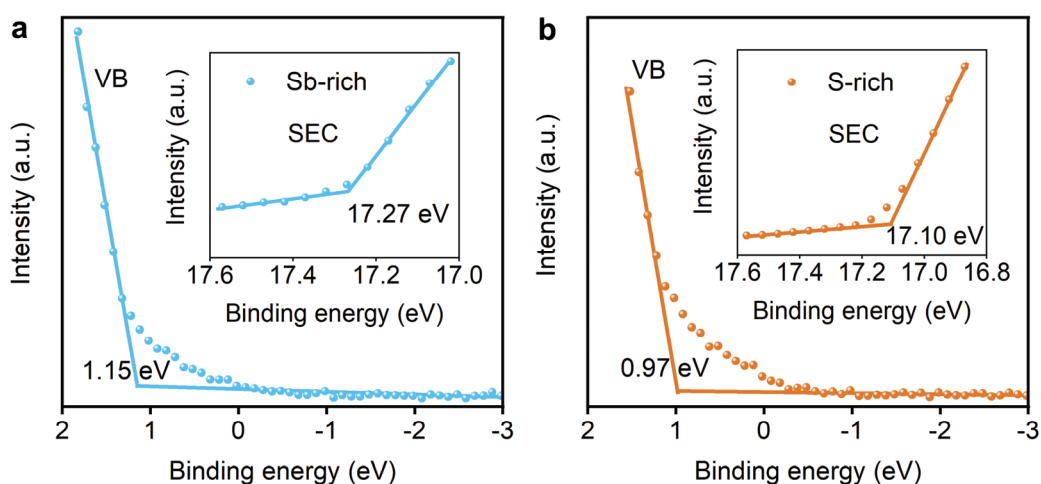 a
Intensity (a.u.)
VB
1.15 eV
2 1 0 -1 -2 -3
Binding energy (eV)
Intensity (a.u.)
Sb-rich
SEC
17.27 eV
17.6 17.4 17.2 17.0
Binding energy (eV)
b
Intensity (a.u.)
VB
0.97 eV
2 1 0 -1 -2 -3
Binding energy (eV)
Intensity (a.u.)
S-rich
SEC
17.10 eV
17.6 17.4 17.2 17.0 16.8
Binding energy (eV)